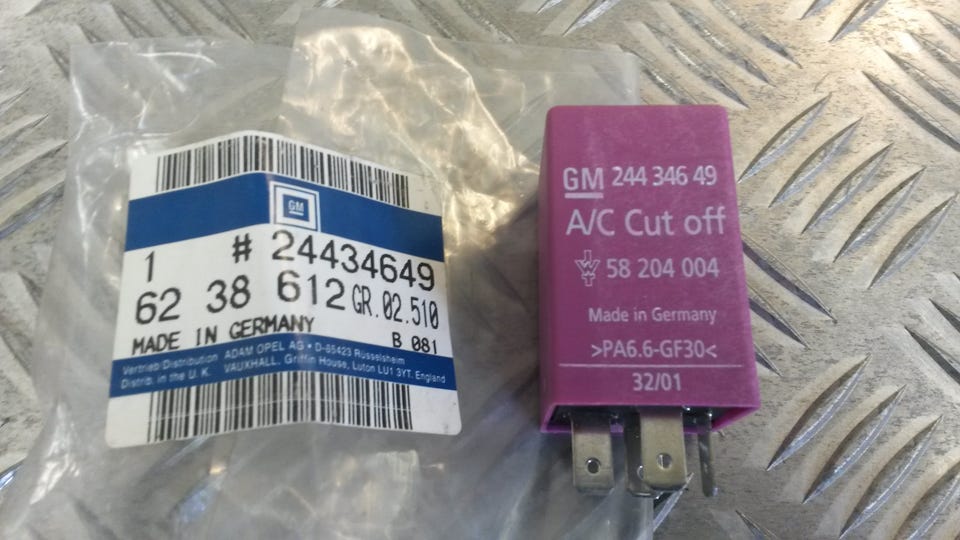 GM
1 # 24434649
62 38 612 GR.02.510
MADE IN GERMANY B 081
Vertrieb Distribution ADAM OPEL AG • D-65423 Rüsselsheim
Distrib. in the U.K. VAUXHALL. Griffin House, Luton LU1 3YT. England
GM 244 346 49
A/C Cut off
58 204 004
Made in Germany
>PA6.6-GF30<
32/01